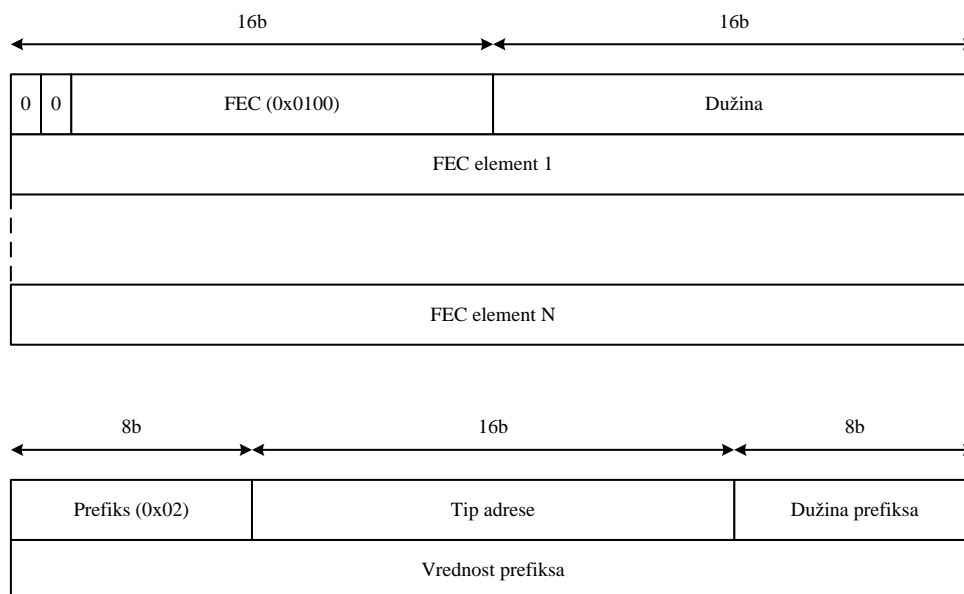 16b 16b
0 0 FEC (0x0100) Dužina
FEC element 1
FEC element N
8b 16b 8b
Prefiks (0x02) Tip adrese Dužina prefiksa
Vrednost prefiksa